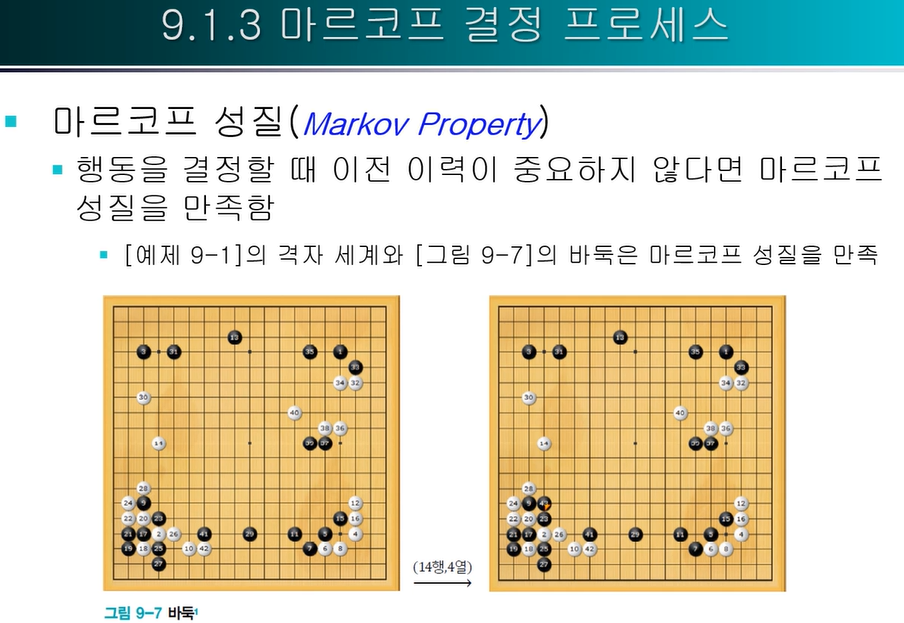 9.1.3 마르코프 결정 프로세스
마르코프 성질(Markov Property)
행동을 결정할 때 이전 이력이 중요하지 않다면 마르코프
성질을 만족함
[예제 9-1]의 격자 세계와 [그림 9-7]의 바둑은 마르코프 성질을 만족
13
3 31 35 1
33
34 32
30
40
38 36
14 37
28
24 9 12
22 20 23 15 16
21 17 2 26 41 29 11 5 4
19 18 25 10 42 7 6 8
27
(14행,4열)
13
3 31 35 1
33
34 32
30
40
38 36
14 37
28
24 9 12
22 20 23 15 16
21 17 2 26 41 29 11 5 4
19 18 25 10 42 7 6 8
27
그림 9-7 바둑¹